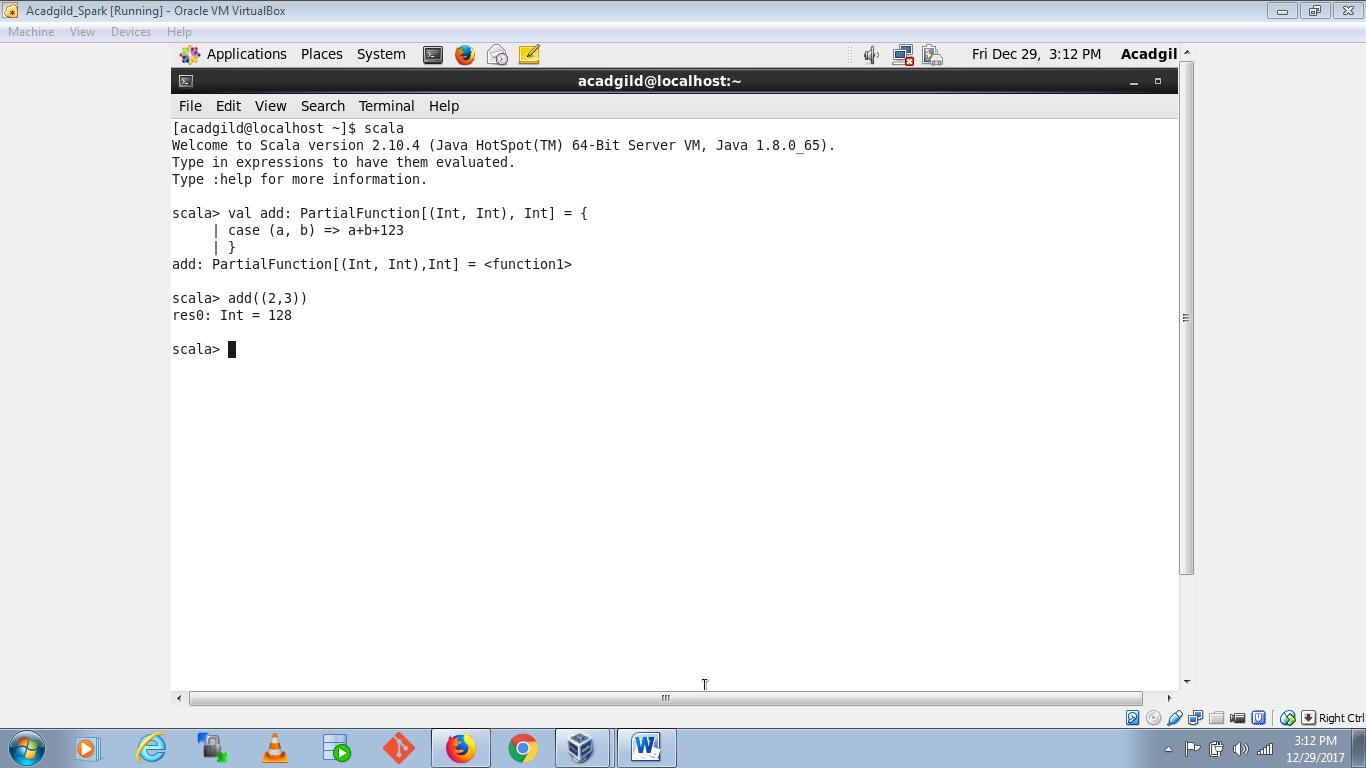 Acadgild_Spark [Running] - Oracle VM VirtualBox
Machine View Devices Help
Applications Places System Fri Dec 29, 3:12 PM Acadgil
acadgild@localhost:~
File Edit View Search Terminal Help
[acadgild@localhost ~]$ scala
Welcome to Scala version 2.10.4 (Java HotSpot(TM) 64-Bit Server VM, Java 1.8.0_65).
Type in expressions to have them evaluated.
Type :help for more information.
scala> val add: PartialFunction[(Int, Int), Int] = {
     | case (a, b) => a+b+123
     | }
add: PartialFunction[(Int, Int),Int] = <function1>
scala> add((2,3))
res0: Int = 128
scala>
Right Ctrl
3:12 PM
12/29/2017